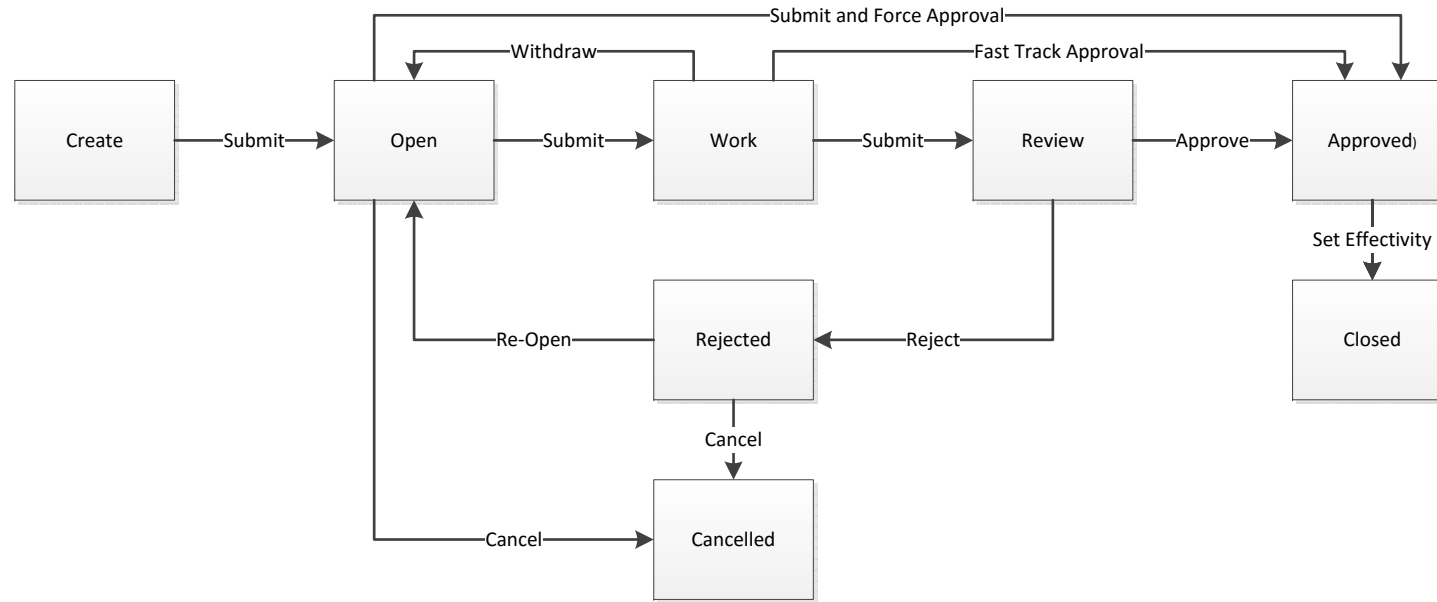 Submit and Force Approval
Withdraw
Fast Track Approval
Create
Submit
Open
Submit
Work
Submit
Review
Approve
Approved)
Set Effectivity
Re-Open
Rejected
Reject
Closed
Cancel
Cancel
Cancelled